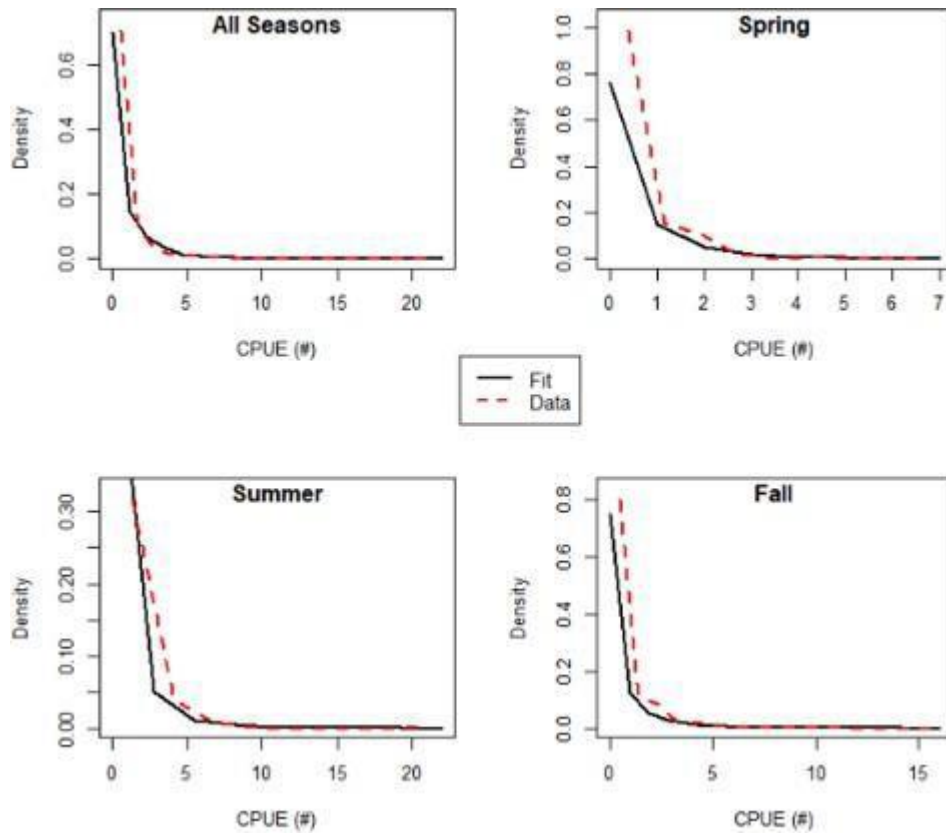 All Seasons
Density
0.0 0.2 0.4 0.6
0 5 10 15 20
CPUE (#)
Spring
Density
0.0 0.2 0.4 0.6 0.8 1.0
0 1 2 3 4 5 6 7
CPUE (#)
Fit
Data
Summer
Density
0.00 0.10 0.20 0.30
0 5 10 15 20
CPUE (#)
Fall
Density
0.0 0.2 0.4 0.6 0.8
0 5 10 15
CPUE (#)